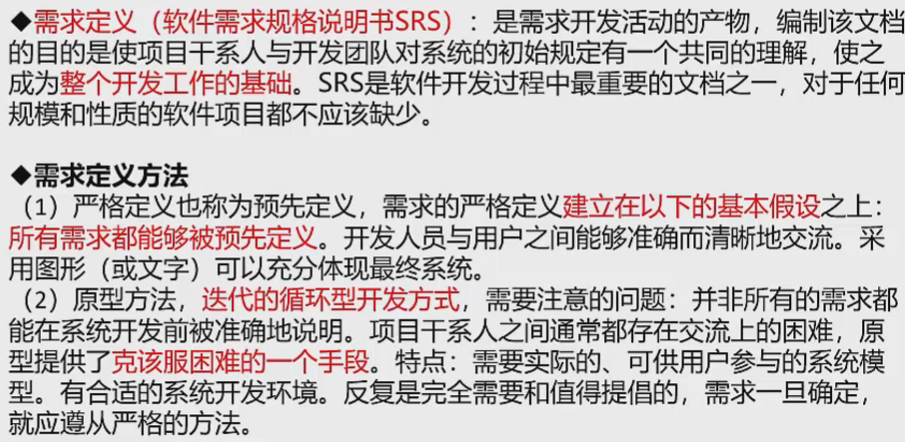 ◆需求定义（软件需求规格说明书SRS）：是需求开发活动的产物，编制该文档
的目的是使项目干系人与开发团队对系统的初始规定有一个共同的理解，使之
成为整个开发工作的基础。SRS是软件开发过程中最重要的文档之一，对于任何
规模和性质的软件项目都不应该缺少。
◆需求定义方法
（1）严格定义也称为预先定义，需求的严格定义建立在以下的基本假设之上：
所有需求都能够被预先定义。开发人员与用户之间能够准确而清晰地交流。采
用图形（或文字）可以充分体现最终系统。
（2）原型方法，迭代的循环型开发方式，需要注意的问题：并非所有的需求都
能在系统开发前被准确地说明。项目干系人之间通常都存在交流上的困难，原
型提供了克该服困难的一个手段。特点：需要实际的、可供用户参与的系统模
型。有合适的系统开发环境。反复是完全需要和值得提倡的，需求一旦确定，
就应遵从严格的方法。